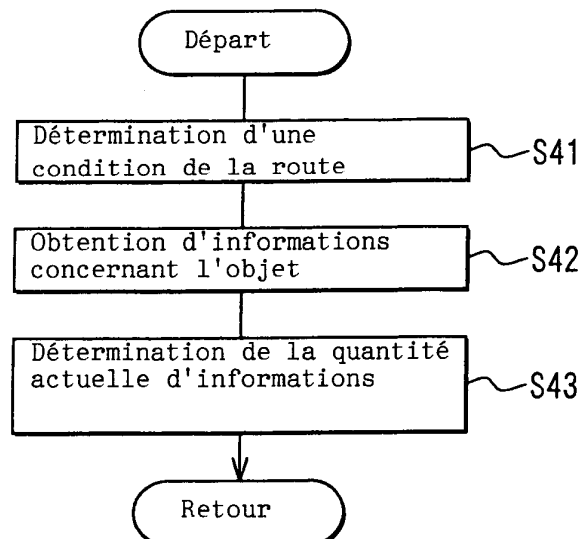 Départ
Détermination d'une
condition de la route
S41
Obtention d'informations
concernant l'objet
S42
Détermination de la quantité
actuelle d'informations
S43
Retour